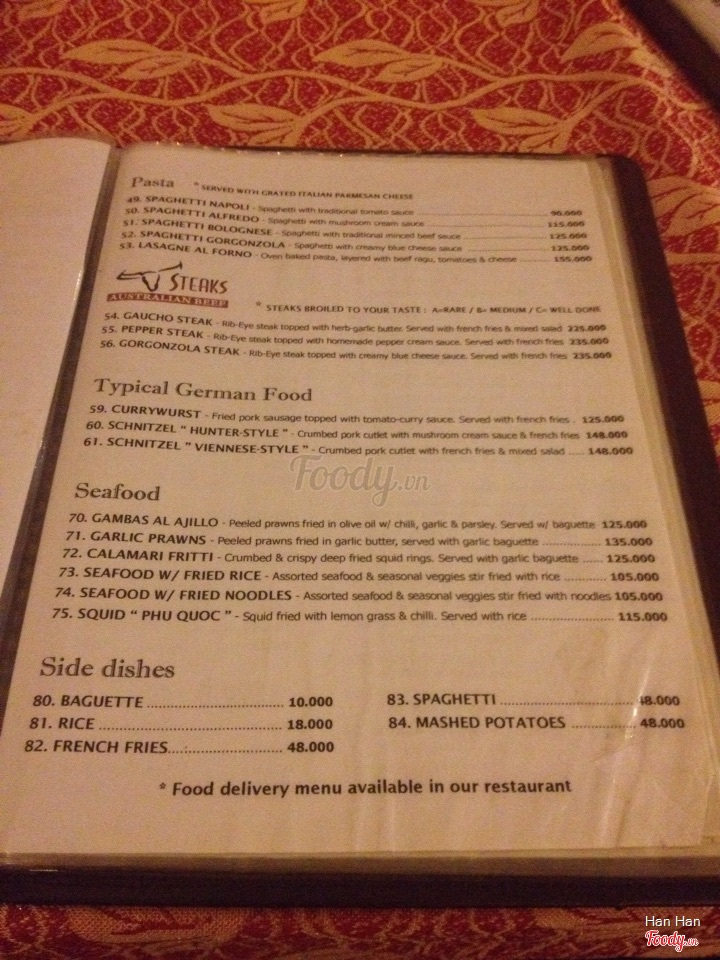 Pasta * SERVED WITH GRATED ITALIAN PARMESAN CHEESE
49. SPAGHETTI NAPOLI - Spaghetti with traditional tomato sauce 90.000
50. SPAGHETTI ALFREDO - Spaghetti with mushroom cream sauce 115.000
51. SPAGHETTI BOLOGNESE - Spaghetti with traditional minced beef sauce 125.000
52. SPAGHETTI GORGONZOLA - Spaghetti with creamy blue cheese sauce 125.000
53. LASAGNE AL FORNO - Oven baked pasta, layered with beef ragu, tomatoes & cheese 155.000
STEAKS
AUSTRALIAN BEEF
* STEAKS BROILED TO YOUR TASTE : A=RARE / B= MEDIUM / C= WELL DONE
54. GAUCHO STEAK - Rib-Eye steak topped with herb-garlic butter. Served with french fries & mixed salad 225.000
55. PEPPER STEAK - Rib-Eye steak topped with homemade pepper cream sauce. Served with french fries 235.000
56. GORGONZOLA STEAK - Rib-Eye steak topped with creamy blue cheese sauce. Served with french fries 235.000
Typical German Food
59. CURRYWURST - Fried pork sausage topped with tomato-curry sauce. Served with french fries . 125.000
60. SCHNITZEL " HUNTER-STYLE " - Crumbed pork cutlet with mushroom cream sauce & french fries 148.000
61. SCHNITZEL " VIENNESE-STYLE " - Crumbed pork cutlet with french fries & mixed salad ..... 148.000
Foody.vn
Seafood
70. GAMBAS AL AJILLO - Peeled prawns fried in olive oil w/ chilli, garlic & parsley. Served w/ baguette 125.000
71. GARLIC PRAWNS - Peeled prawns fried in garlic butter, served with garlic baguette ............... 135.000
72. CALAMARI FRITTI - Crumbed & crispy deep fried squid rings. Served with garlic baguette ...... 125.000
73. SEAFOOD W/ FRIED RICE - Assorted seafood & seasonal veggies stir fried with rice ........... 105.000
74. SEAFOOD W/ FRIED NOODLES - Assorted seafood & seasonal veggies stir fried with noodles 105.000
75. SQUID " PHU QUOC " - Squid fried with lemon grass & chilli. Served with rice ..................... 115.000
Side dishes
80. BAGUETTE ........................... 10.000
81. RICE ..................................... 18.000
82. FRENCH FRIES....................... 48.000
83. SPAGHETTI ........................... 48.000
84. MASHED POTATOES ............. 48.000
* Food delivery menu available in our restaurant
Han Han
Foody.vn